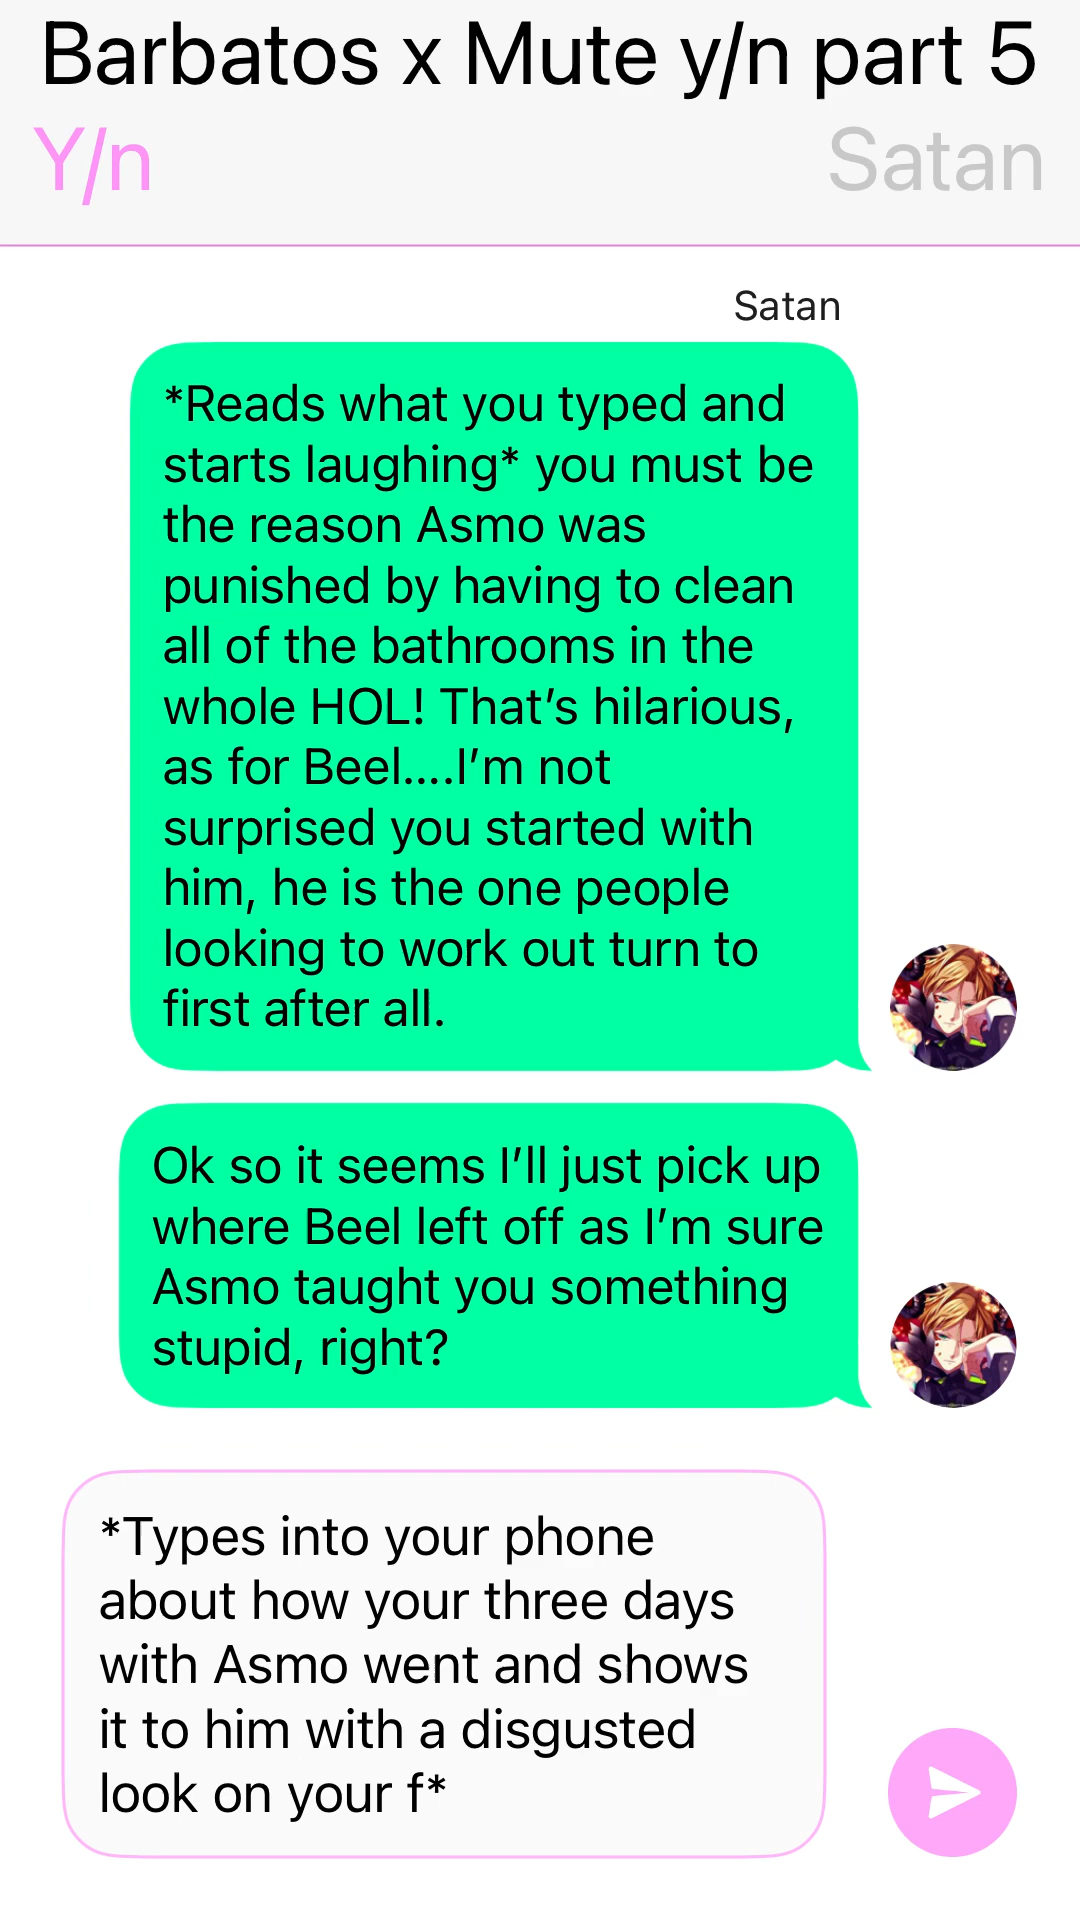 Barbatos x Mute y/n part 5
Y/n
Satan
Satan
*Reads what you typed and
starts laughing* you must be
the reason Asmo was
punished by having to clean
all of the bathrooms in the
whole HOL! That’s hilarious,
as for Beel....I’m not
surprised you started with
him, he is the one people
looking to work out turn to
first after all.
Ok so it seems I’ll just pick up
where Beel left off as I’m sure
Asmo taught you something
stupid, right?
*Types into your phone
about how your three days
with Asmo went and shows
it to him with a disgusted
look on your f*